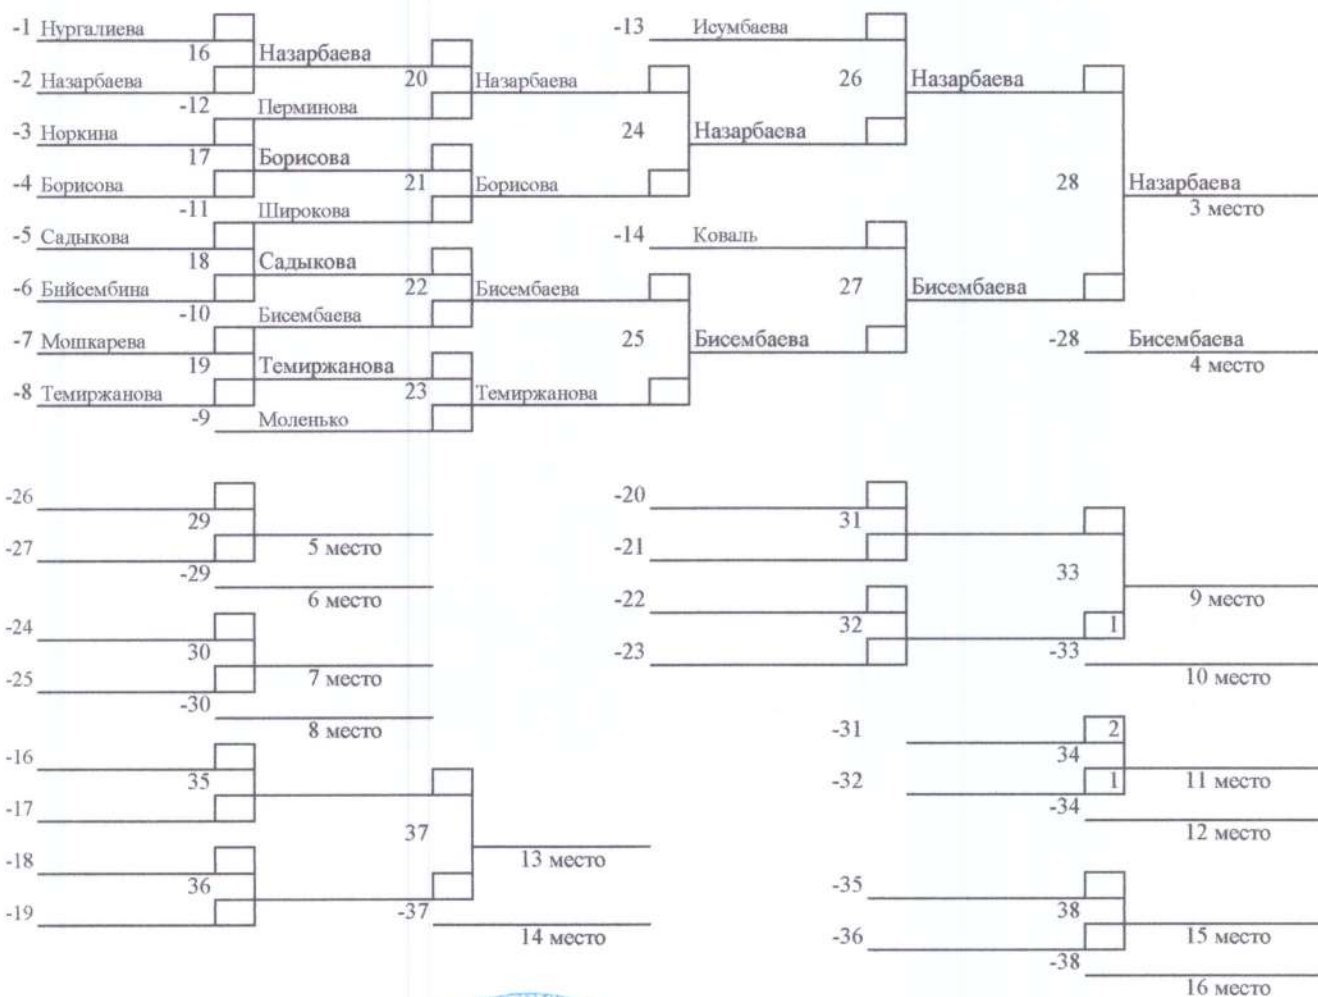 -1 Нургалиева
-13 Исумбаева
16 Назарбаева
-2 Назарбаева
20 Назарбаева
26 Назарбаева
-12 Перминова
-3 Норкина
24 Назарбаева
17 Борисова
-4 Борисова
21 Борисова
28 Назарбаева
-11 Широкова
3 место
-5 Садыкова
-14 Коваль
18 Садыкова
-6 Бнйсембина
22 Бисембаева
27 Бисембаева
-10 Бисембаева
-7 Мошкарева
25 Бисембаева
-28 Бисембаева
19 Темиржанова
4 место
-8 Темиржанова
23 Темиржанова
-9 Моленько
-26
-20
29
31
-27
5 место
-21
-29
33
6 место
-22
9 место
-24
32
1
30
-23
-33
-25
7 место
10 место
-30
8 место
-31
2
-16
34
35
-32
1
11 место
-17
-34
37
12 место
-18
13 место
36
-35
-19
-37
38
14 место
-36
15 место
-38
16 место